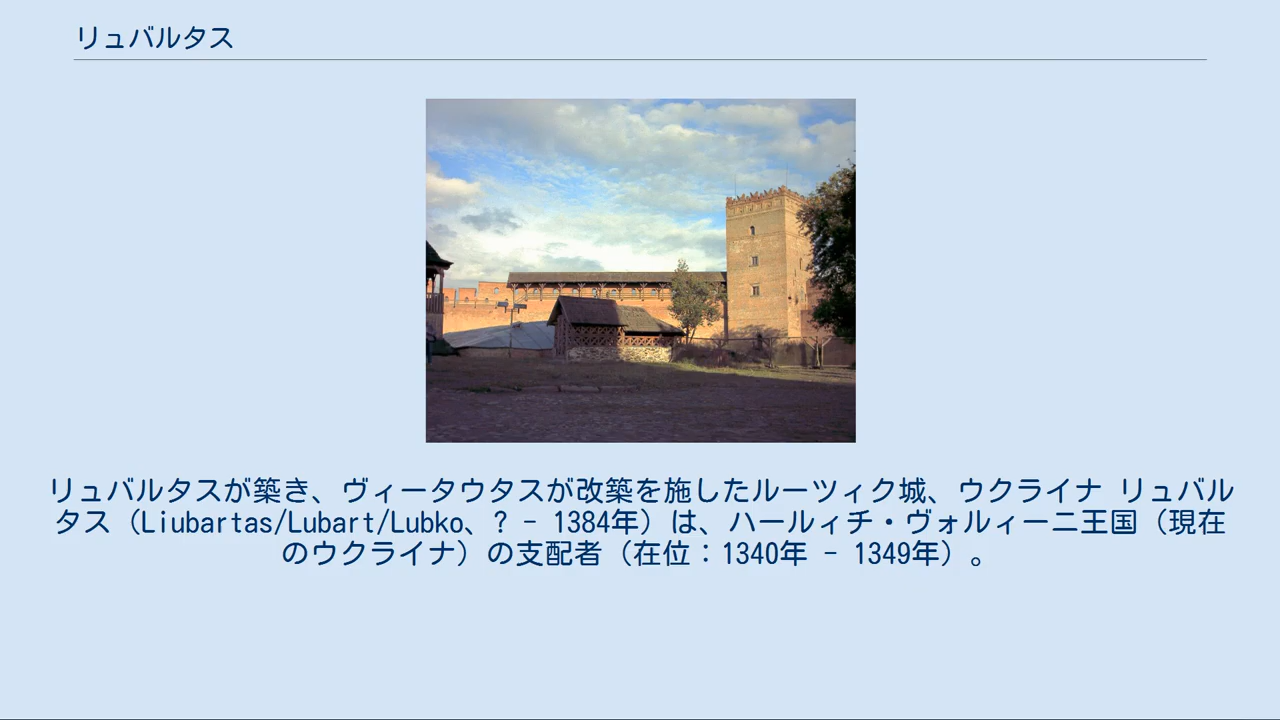 リュバルタス
リュバルタスが築き、ヴィータウタスが改築を施したルーツィク城、ウクライナ リュバル
タス（Liubartas/Lubart/Lubko、? - 1384年）は、ハールィチ・ヴォルィーニ王国（現在
のウクライナ）の支配者（在位：1340年 - 1349年）。